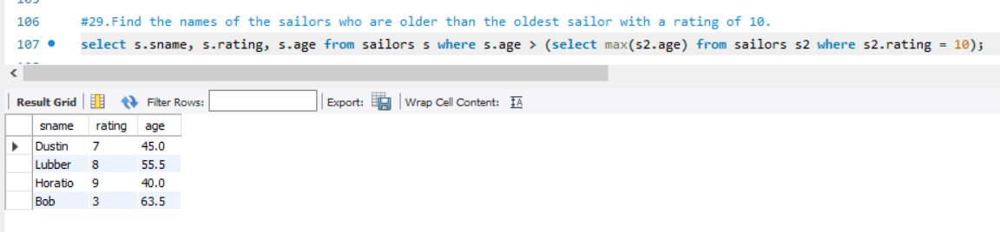 106 #29.Find the names of the sailors who are older than the oldest sailor with a rating of 10.
107 select s.sname, s.rating, s.age from sailors s where s.age > (select max(s2.age) from sailors s2 where s2.rating = 10);
Result Grid Filter Rows: Export: Wrap Cell Content:
sname rating age
Dustin 7 45.0
Lubber 8 55.5
Horatio 9 40.0
Bob 3 63.5